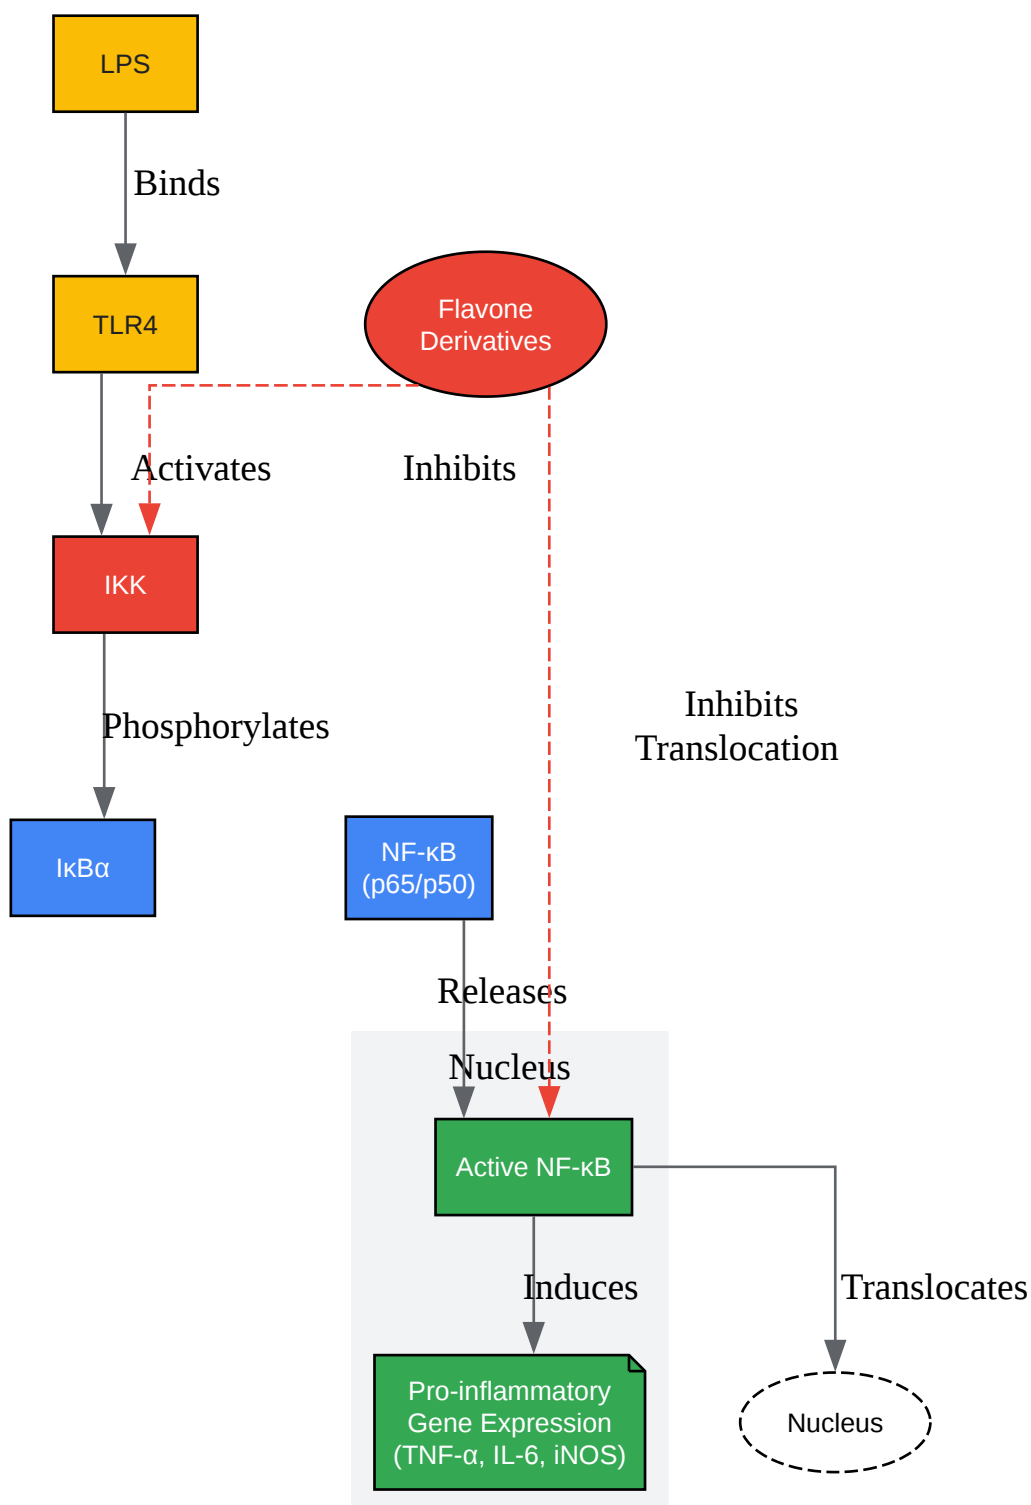 LPS
Binds
TLR4
Flavone
Derivatives
Activates
Inhibits
IKK
Phosphorylates
Inhibits
Translocation
IκBα
NF-κB
(p65/p50)
Releases
Nucleus
Active NF-κB
Induces
Translocates
Pro-inflammatory
Gene Expression
(TNF-α, IL-6, iNOS)
Nucleus